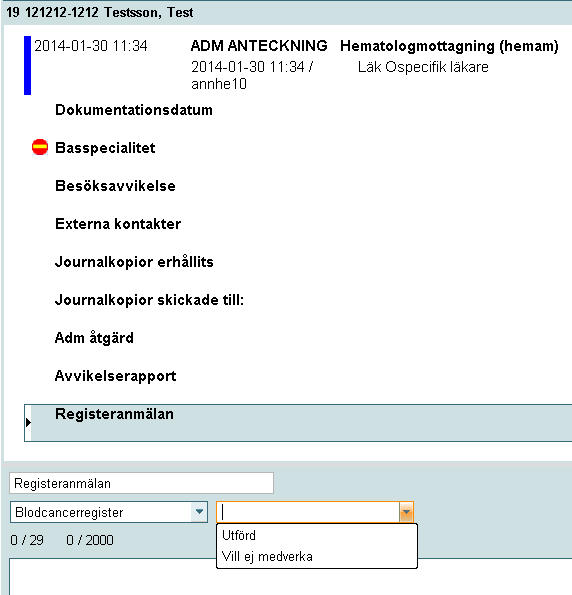 19 121212-1212 Testsson, Test
2014-01-30 11:34 ADM ANTECKNING Hematologmottagning (hemam)
2014-01-30 11:34 / Läk Ospecifik läkare
annhe10
Dokumentationsdatum
Basspecialitet
Besöksavvikelse
Externa kontakter
Journalkopior erhållits
Journalkopior skickade till:
Adm åtgärd
Avvikelserapport
Registeranmälan
Registeranmälan
Blodcancerregister
0 / 29 0 / 2000
Utförd
Vill ej medverka